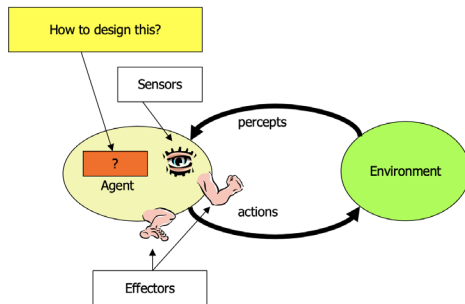 How to design this?
Sensors
percepts
?
Agent
Environment
actions
Effectors